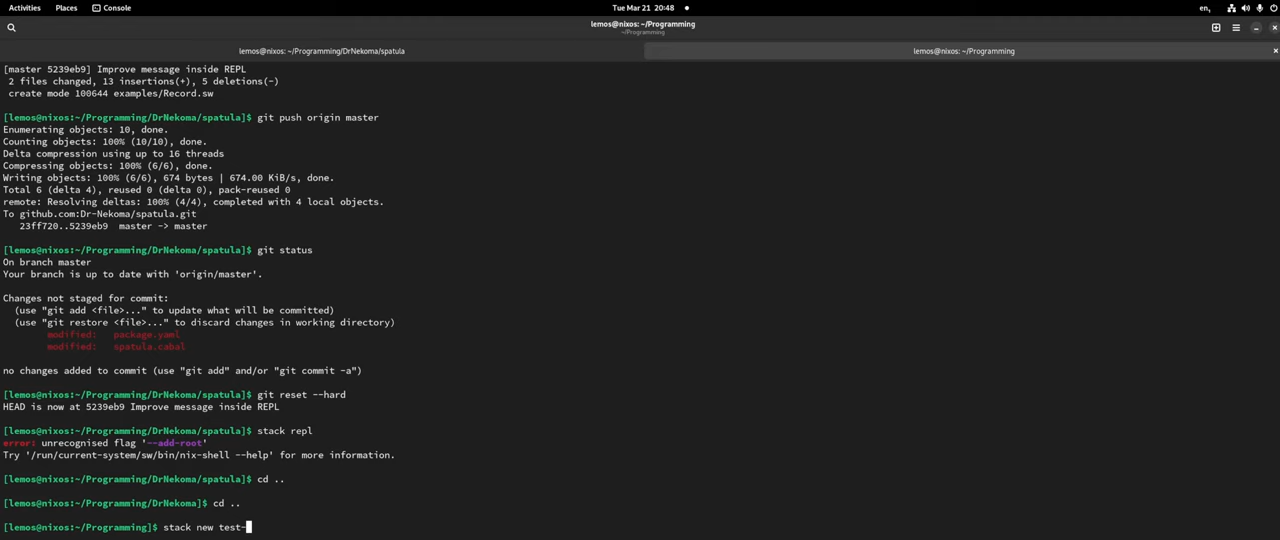 Activities Places Console Tue Mar 21 20:48 en,
lemos@nixos: ~/Programming
~/Programming
lemos@nixos: ~/Programming/DrNekoma/spatula lemos@nixos: ~/Programming
[master 5239eb9] Improve message inside REPL
2 files changed, 13 insertions(+), 5 deletions(-)
create mode 100644 examples/Record.sw
[lemos@nixos:~/Programming/DrNekoma/spatula]$ git push origin master
Enumerating objects: 10, done.
Counting objects: 100% (10/10), done.
Delta compression using up to 16 threads
Compressing objects: 100% (6/6), done.
Writing objects: 100% (6/6), 674 bytes | 674.00 KiB/s, done.
Total 6 (delta 4), reused 0 (delta 0), pack-reused 0
remote: Resolving deltas: 100% (4/4), completed with 4 local objects.
To github.com:Dr-Nekoma/spatula.git
23ff720..5239eb9 master -> master
[lemos@nixos:~/Programming/DrNekoma/spatula]$ git status
On branch master
Your branch is up to date with 'origin/master'.
Changes not staged for commit:
(use "git add <file>..." to update what will be committed)
(use "git restore <file>..." to discard changes in working directory)
modified: package.yaml
modified: spatula.cabal
no changes added to commit (use "git add" and/or "git commit -a")
[lemos@nixos:~/Programming/DrNekoma/spatula]$ git reset --hard
HEAD is now at 5239eb9 Improve message inside REPL
[lemos@nixos:~/Programming/DrNekoma/spatula]$ stack repl
error: unrecognised flag '--add-root'
Try '/run/current-system/sw/bin/nix-shell --help' for more information.
[lemos@nixos:~/Programming/DrNekoma/spatula]$ cd ..
[lemos@nixos:~/Programming/DrNekoma]$ cd ..
[lemos@nixos:~/Programming]$ stack new test-